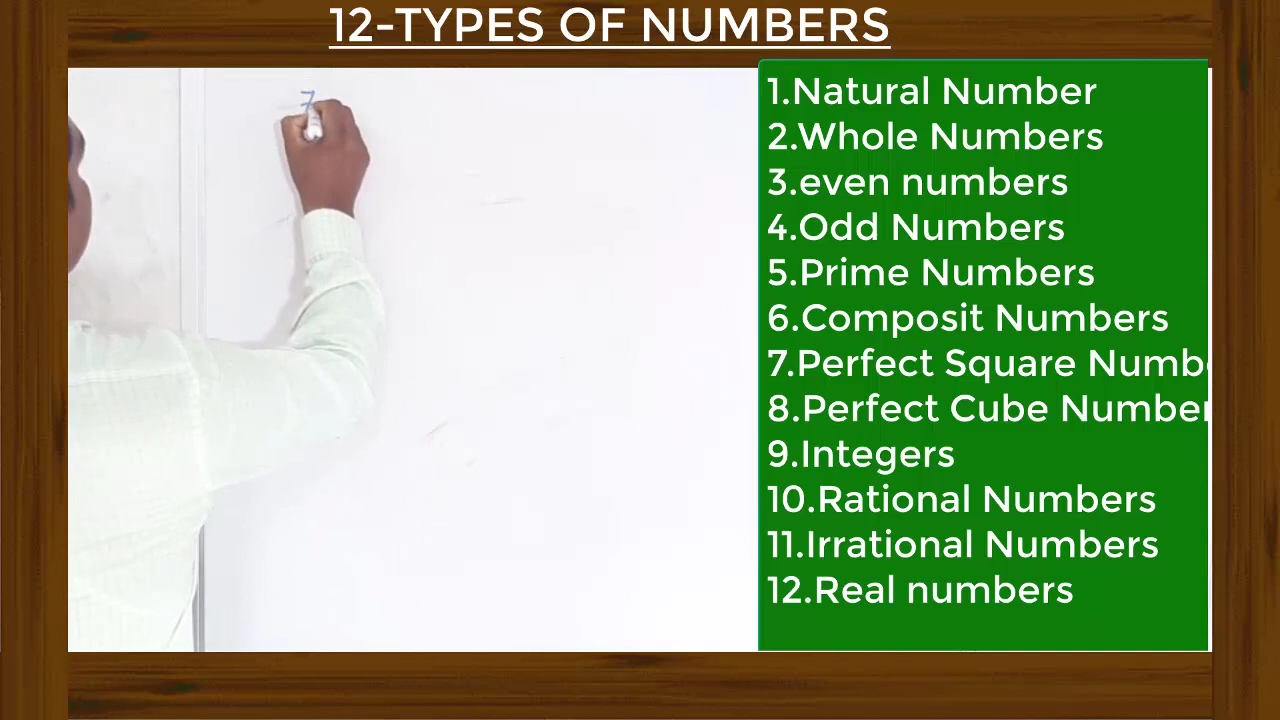 12-TYPES OF NUMBERS
7
1.Natural Number
2.Whole Numbers
3.even numbers
4.Odd Numbers
5.Prime Numbers
6.Composit Numbers
7.Perfect Square Numb
8.Perfect Cube Number
9.Integers
10.Rational Numbers
11.Irrational Numbers
12.Real numbers